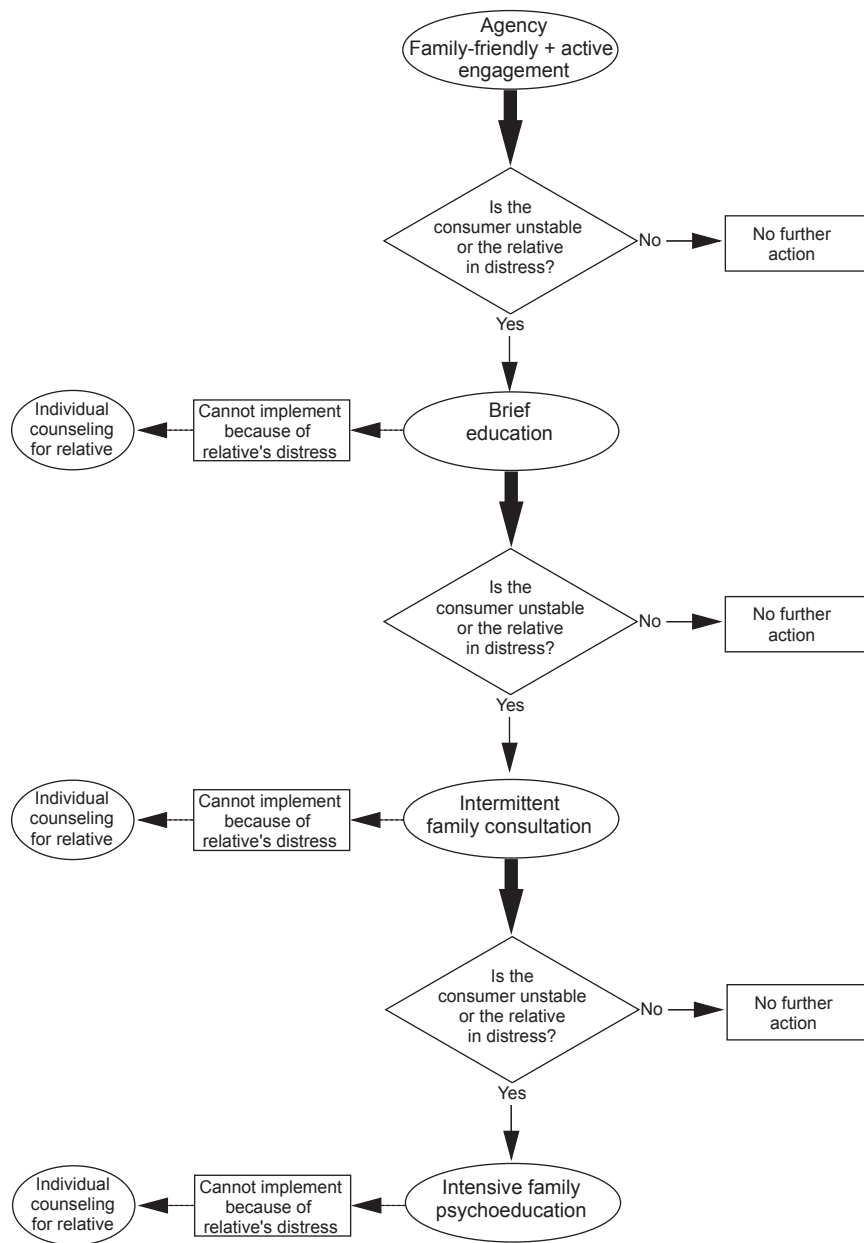 Agency
Family-friendly + active
engagement
Is the
consumer unstable
or the relative
in distress?
No
No further
action
Yes
Individual
counseling
for relative
Cannot implement
because of
relative's distress
Brief
education
Is the
consumer unstable
or the relative
in distress?
No
No further
action
Yes
Individual
counseling
for relative
Cannot implement
because of
relative's distress
Intermittent
family consultation
Is the
consumer unstable
or the relative
in distress?
No
No further
action
Yes
Individual
counseling
for relative
Cannot implement
because of
relative's distress
Intensive family
psychoeducation